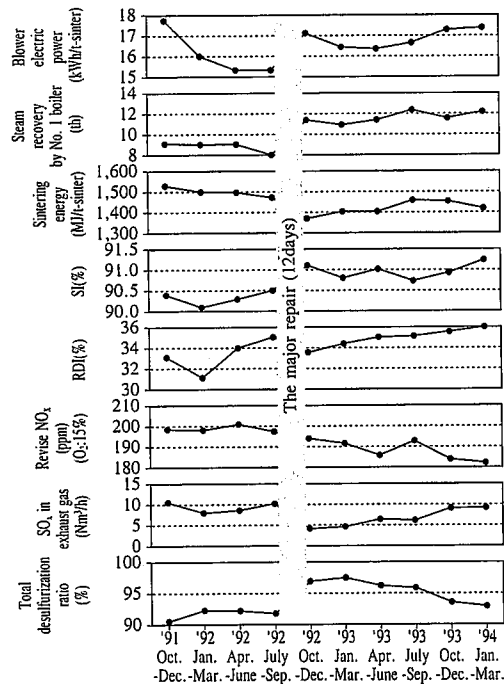 Blower
electric
power
(kWh/t-sinter)
18
17
16
15
Steam
recovery
by No. 1 boiler
(th)
14
12
10
8
Sintering
energy
(MJ/t-sinter)
1,600
1,500
1,400
1,300
SI(%)
91.5
91.0
90.5
90.0
RDI(%)
36
34
32
30
Revise NOx
(ppm)
(O2:15%)
210
200
190
182
SOx in
exhaust gas
(Nm³/h)
15
10
5
0
Total
desulfurization
ratio
(%)
100
95
90
The major repair (12days)
'91 '92 '92 '92 '92 '93 '93 '93 '93 '94
Oct. Jan. Apr. July Oct. Jan. Apr. July Oct. Jan.
-Dec. -Mar. -June -Sep. -Dec. -Mar. -June -Sep. -Dec. -Mar.